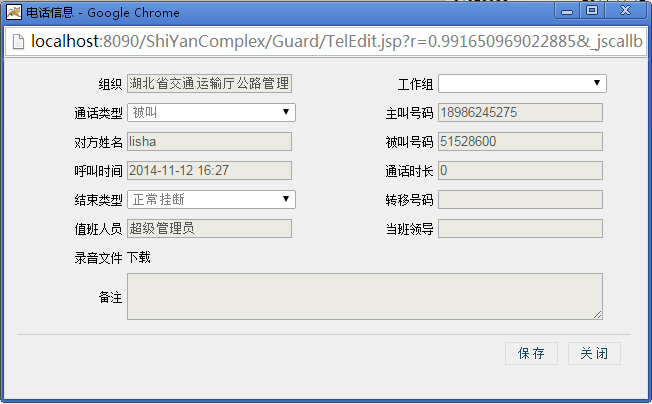 电话信息 - Google Chrome
localhost:8090/ShiYanComplex/Guard/TelEdit.jsp?r=0.991650969022885&_jscallb
组织 湖北省交通运输厅公路管理 工作组
通话类型 被叫 主叫号码 18986245275
对方姓名 lisha 被叫号码 51528600
呼叫时间 2014-11-12 16:27 通话时长 0
结束类型 正常挂断 转移号码
值班人员 超级管理员 当班领导
录音文件 下载
备注
保存 关闭